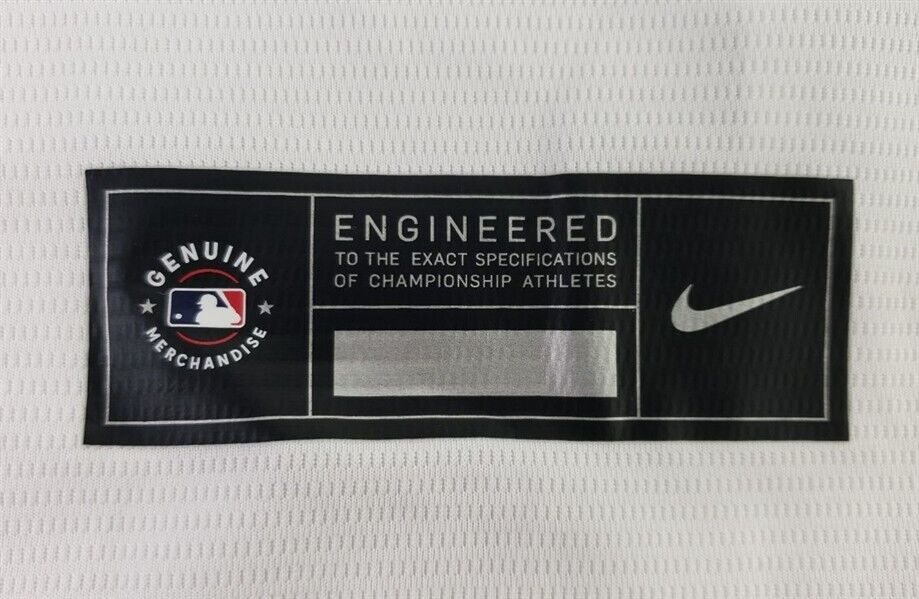 GENUINE
MERCHANDISE
ENGINEERED
TO THE EXACT SPECIFICATIONS
OF CHAMPIONSHIP ATHLETES